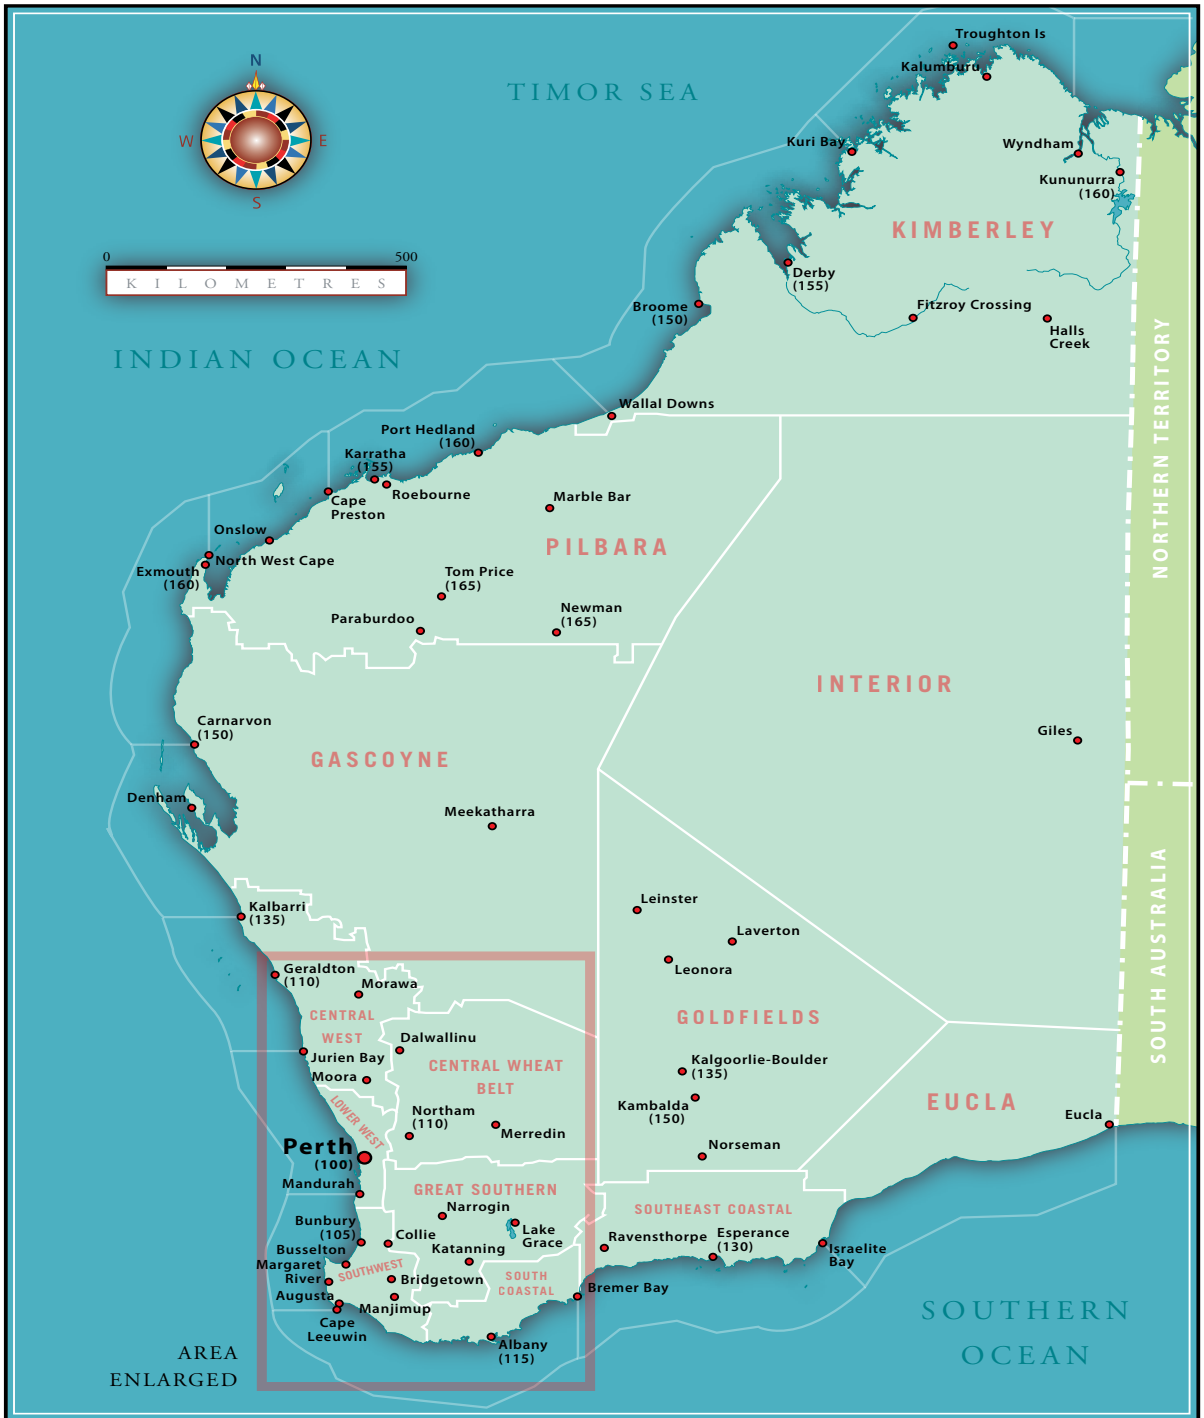 Troughton Is
N
Kalumburu
TIMOR SEA
W
E
Kuri Bay
Wyndham
Kununurra
(160)
S
KIMBERLEY
0
500
KILOMETRES
Derby
(155)
Broome
(150)
Fitzroy Crossing
Halls
Creek
INDIAN OCEAN
NORTHERN TERRITORY
Wallal Downs
Port Hedland
(160)
Karratha
(155)
Roebourne
Cape
Preston
Marble Bar
Onslow
PILBARA
North West Cape
Exmouth
(160)
Tom Price
(165)
Paraburdoo
Newman
(165)
INTERIOR
Carnarvon
(150)
Giles
GASCOYNE
Denham
Meekatharra
SOUTH AUSTRALIA
Kalbarri
(135)
Leinster
Laverton
Leonora
Geraldton
(110)
Morawa
CENTRAL
WEST
GOLDFIELDS
Dalwallinu
Jurien Bay
Moora
CENTRAL WHEAT
BELT
Kalgoorlie-Boulder
(135)
Kambalda
(150)
EUCLA
Eucla
LOWER WEST
Northam
(110)
Merredin
Norseman
Perth
(100)
Mandurah
GREAT SOUTHERN
Narrogin
SOUTHEAST COASTAL
Bunbury
(105)
Collie
Lake
Grace
Ravensthorpe
Esperance
(130)
Israelite
Bay
Busselton
Katanning
Margaret
River
SOUTHWEST
Bridgetown
SOUTH
COASTAL
Bremer Bay
Augusta
Manjimup
Cape
Leeuwin
Albany
(115)
SOUTHERN
OCEAN
AREA
ENLARGED